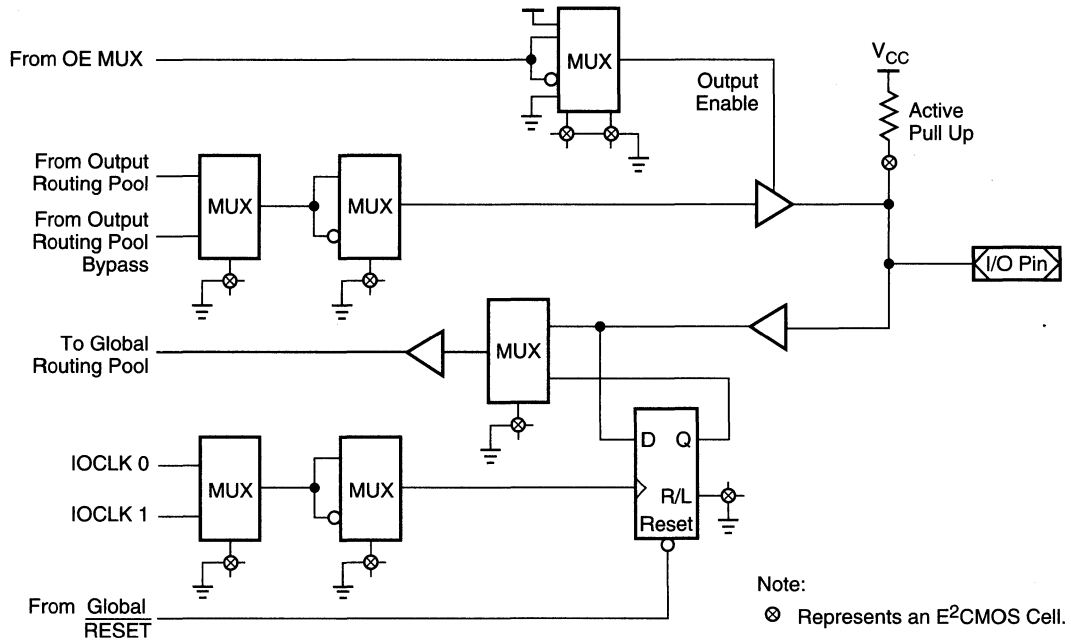 From OE MUX
MUX
Output
Enable
VCC
Active
Pull Up
From Output
Routing Pool
From Output
Routing Pool
Bypass
MUX
MUX
I/O Pin
To Global
Routing Pool
MUX
IOCLK 0
IOCLK 1
MUX
MUX
D Q
R/L
Reset
From Global
RESET
Note:
⊗ Represents an E²CMOS Cell.